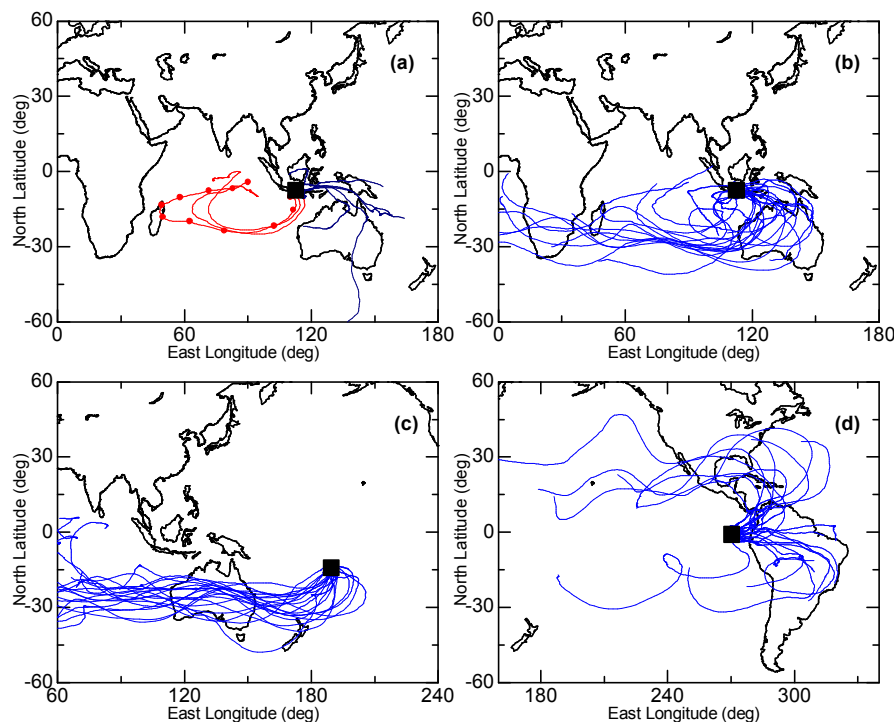 60
30
0
-30
-60
North Latitude (deg)
(a)
0 60 120 180
East Longitude (deg)
60
30
0
-30
-60
North Latitude (deg)
(b)
0 60 120 180
East Longitude (deg)
60
30
0
-30
-60
North Latitude (deg)
(c)
60 120 180 240
East Longitude (deg)
60
30
0
-30
-60
North Latitude (deg)
(d)
180 240 300
East Longitude (deg)